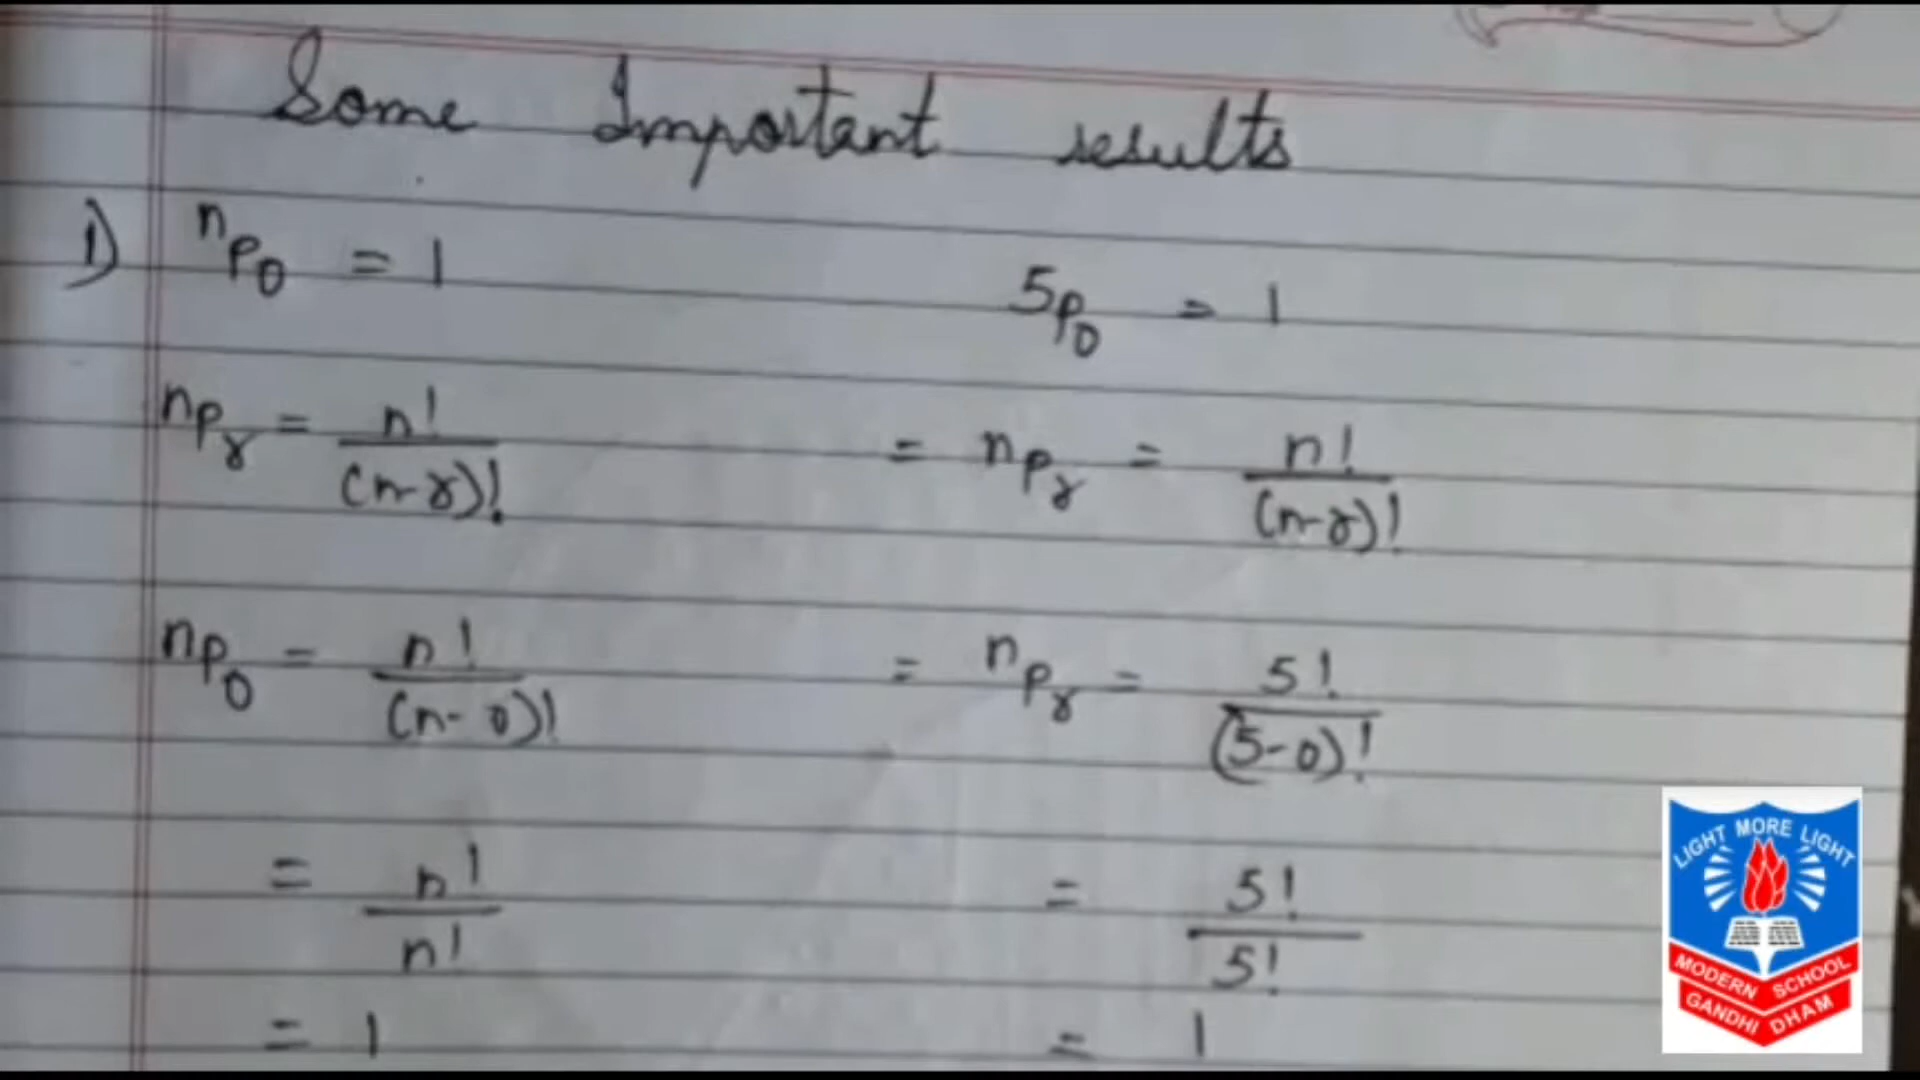 Some Important results
1) nP0 = 1 5P0 = 1
nPr = n!/(n-r)! = nPr = n!/(n-r)!
nP0 = n!/(n-0)! = nPr = 5!/(5-0)!
= n!/n! = 5!/5!
= 1 = 1
LIGHT MORE LIGHT
MODERN SCHOOL
GANDHI DHAM